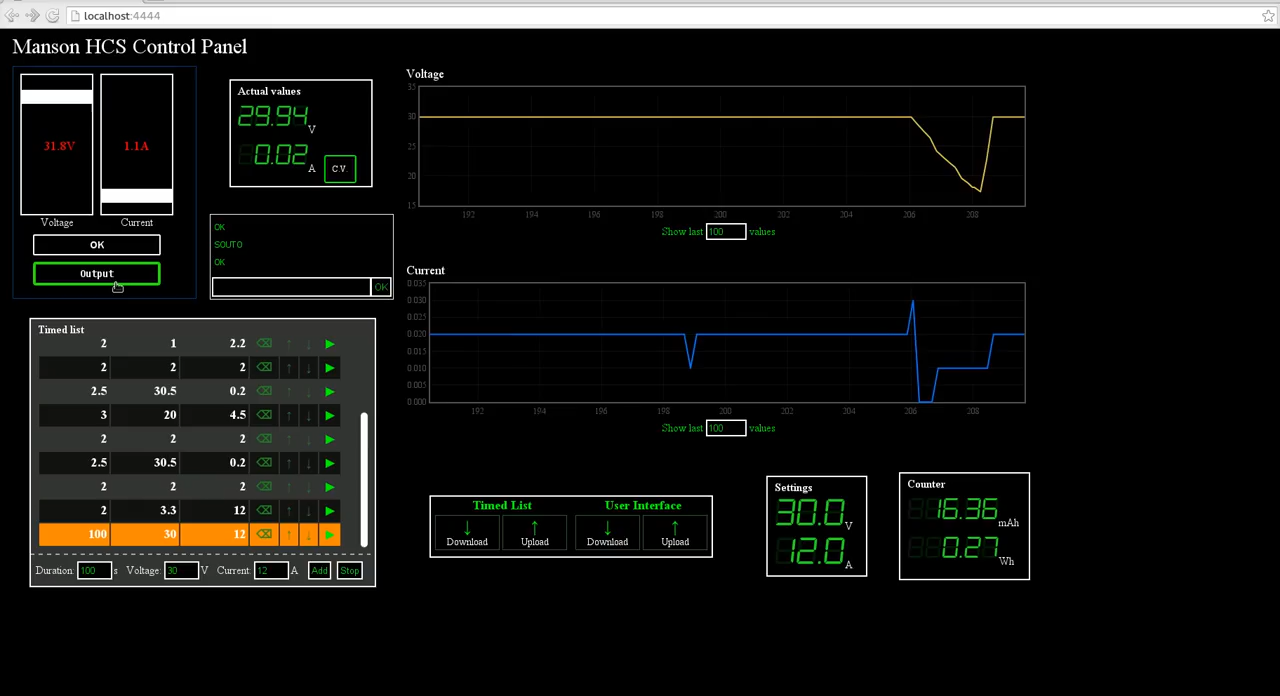 localhost:4444
Manson HCS Control Panel
31.8V
1.1A
Voltage
Current
OK
Output
Actual values
29.94 V
0.02 A
C.V.
OK
SOUT0
OK
OK
Voltage
35
30
25
20
15
192 194 196 198 200 202 204 206 208
Show last 100 values
Current
0.035
0.030
0.025
0.020
0.015
0.010
0.005
0.000
192 194 196 198 200 202 204 206 208
Show last 100 values
Timed list
2 1 2.2 ⌫ ↑ ↓ ▶
2 2 2 ⌫ ↑ ↓ ▶
2.5 30.5 0.2 ⌫ ↑ ↓ ▶
3 20 4.5 ⌫ ↑ ↓ ▶
2 2 2 ⌫ ↑ ↓ ▶
2.5 30.5 0.2 ⌫ ↑ ↓ ▶
2 2 2 ⌫ ↑ ↓ ▶
2 3.3 12 ⌫ ↑ ↓ ▶
100 30 12 ⌫ ↑ ↓ ▶
Duration: 100 s Voltage: 30 V Current: 12 A Add Stop
Timed List User Interface
↓ ↑ ↓ ↑
Download Upload Download Upload
Settings
30.0 V
12.0 A
Counter
16.36 mAh
0.27 Wh